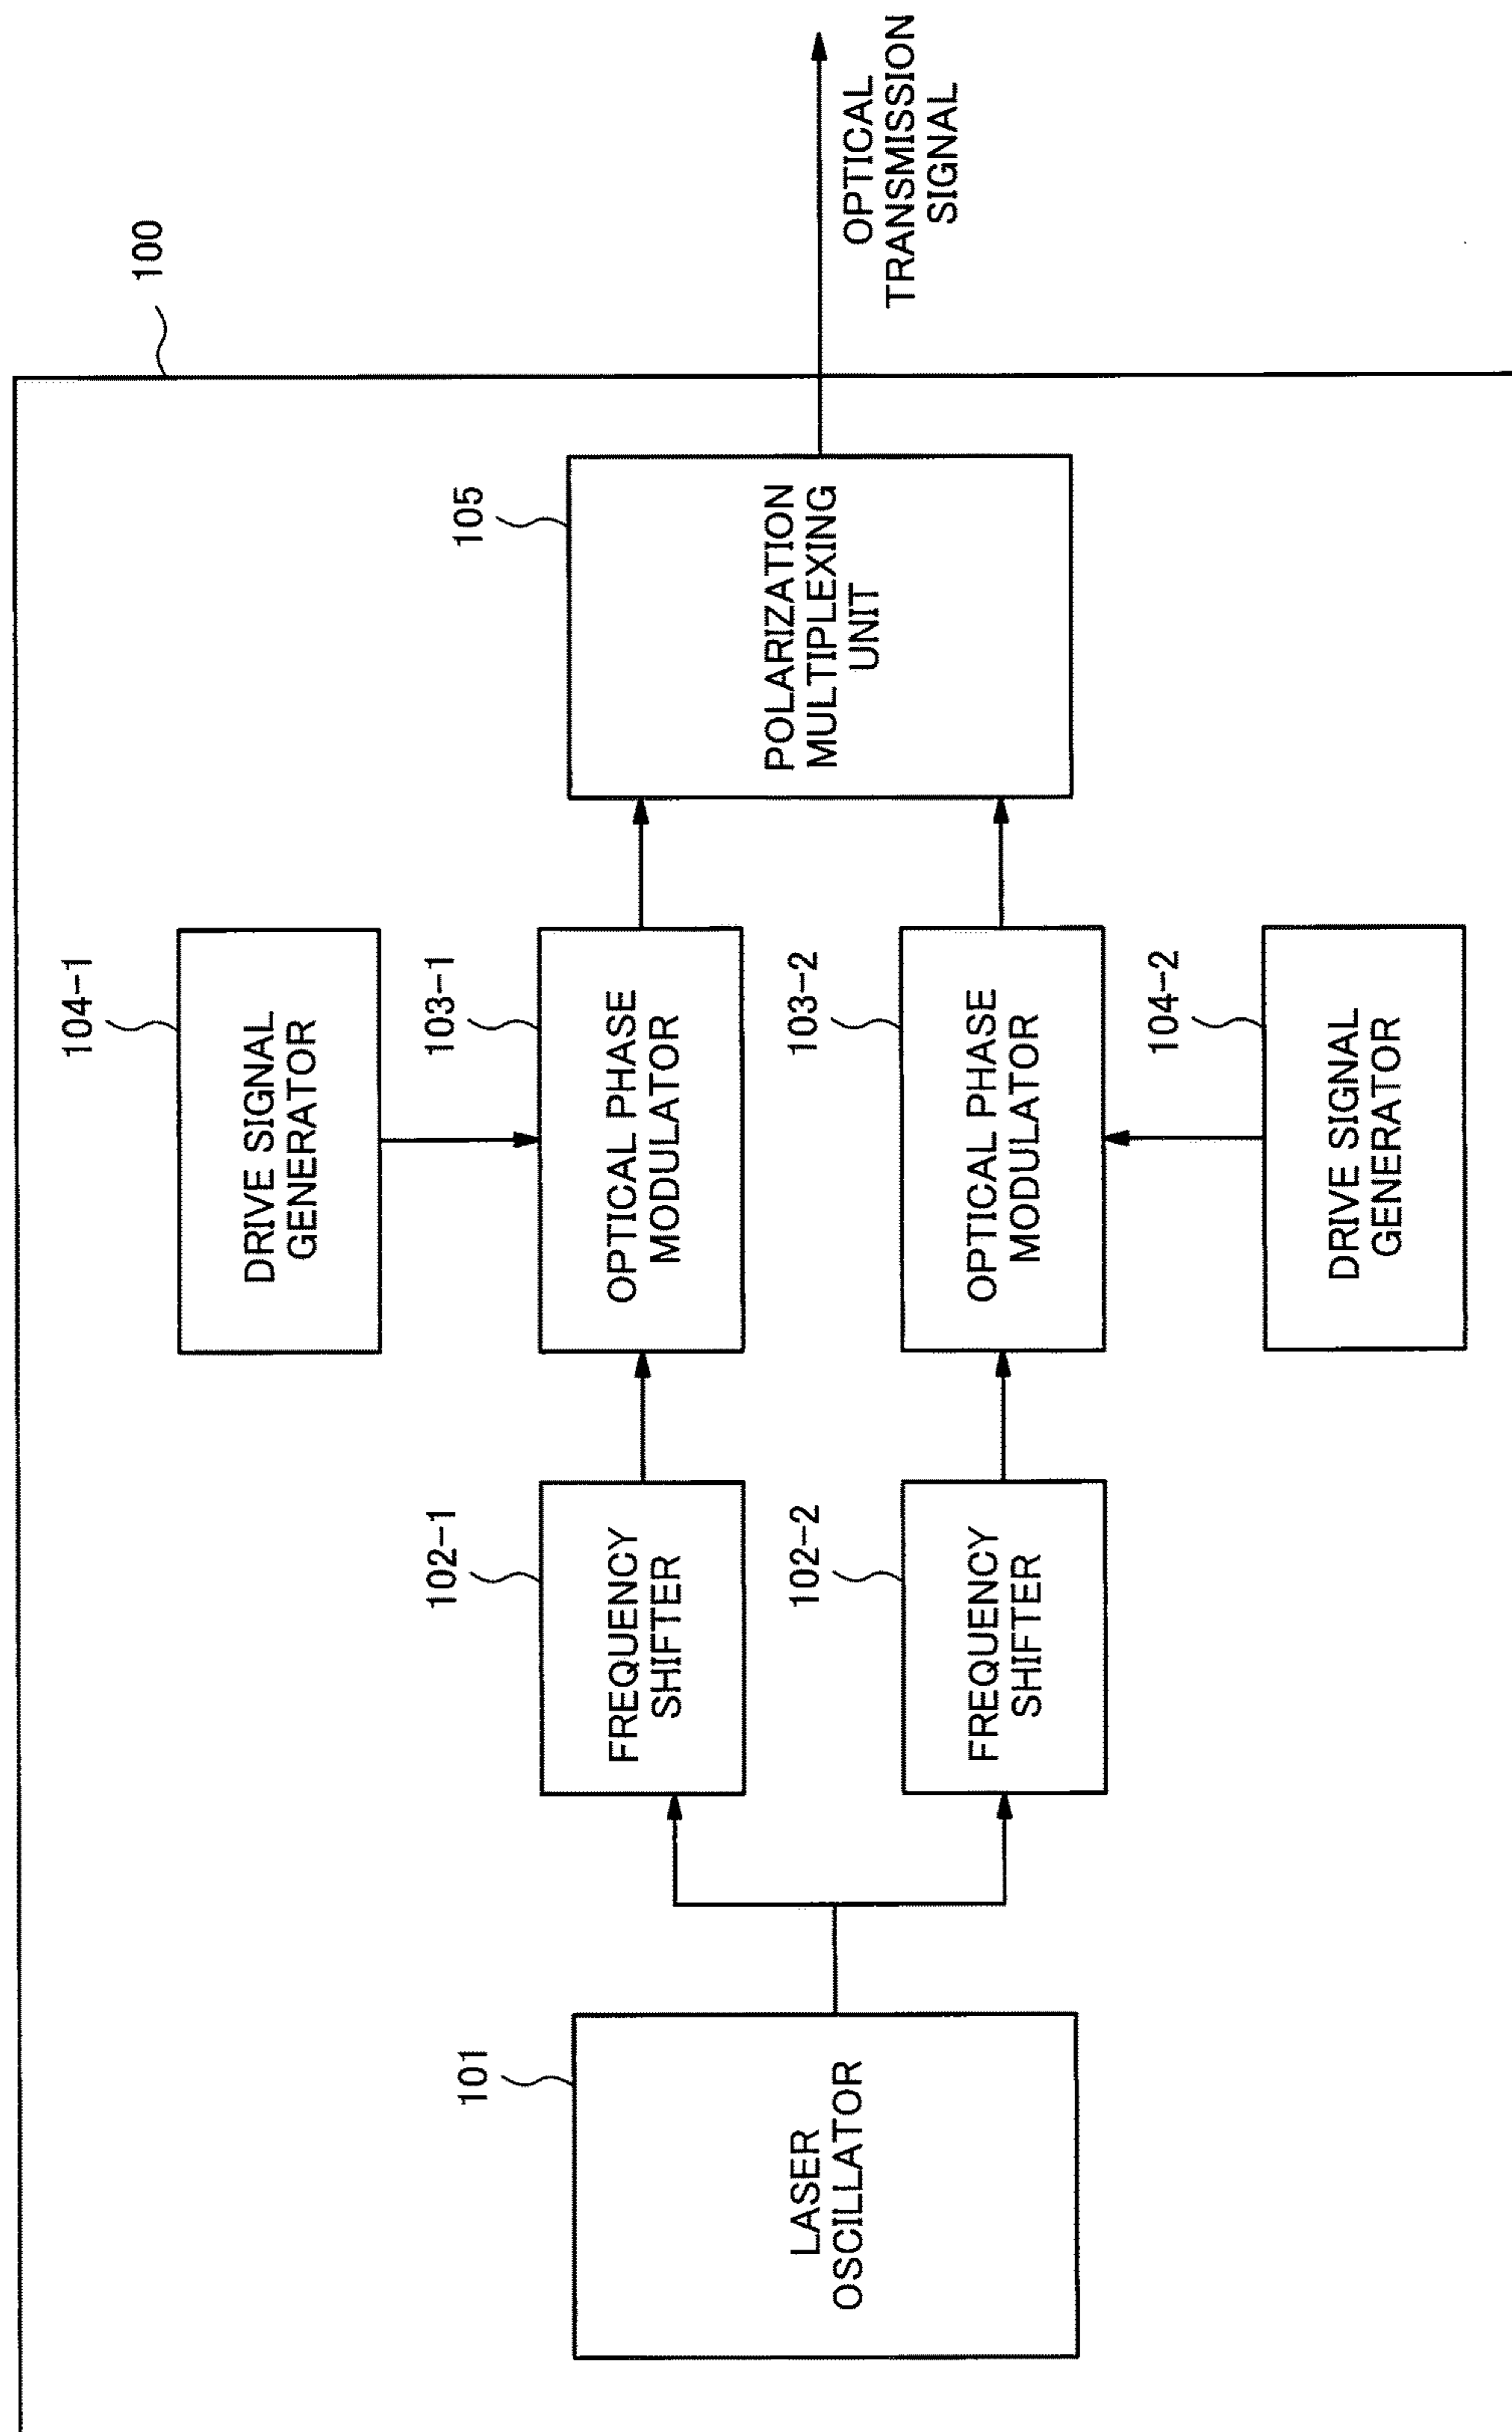 100
101
LASER
OSCILLATOR
102-1
FREQUENCY
SHIFTER
102-2
FREQUENCY
SHIFTER
104-1
DRIVE SIGNAL
GENERATOR
103-1
OPTICAL PHASE
MODULATOR
103-2
OPTICAL PHASE
MODULATOR
104-2
DRIVE SIGNAL
GENERATOR
105
POLARIZATION
MULTIPLEXING
UNIT
OPTICAL
TRANSMISSION
SIGNAL